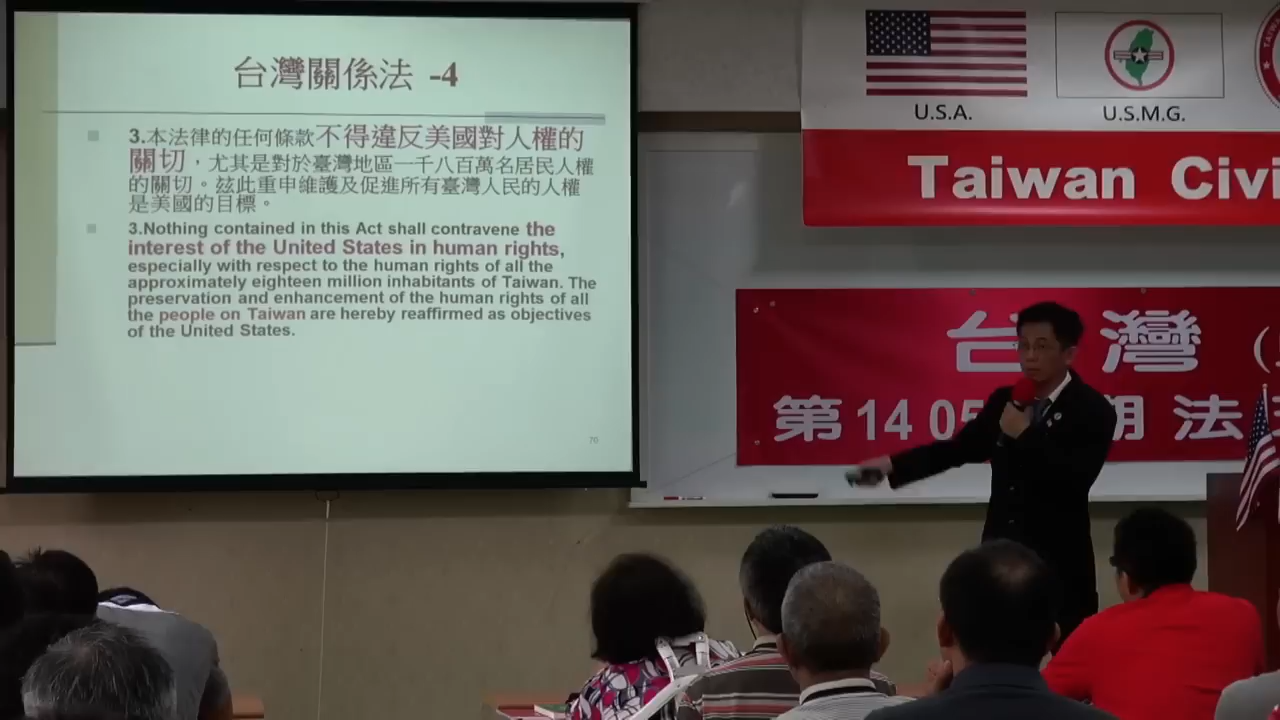 台灣關係法 -4
3.本法律的任何條款不得違反美國對人權的
關切，尤其是對於臺灣地區一千八百萬名居民人權
的關切。茲此重申維護及促進所有臺灣人民的人權
是美國的目標。
3.Nothing contained in this Act shall contravene the
interest of the United States in human rights,
especially with respect to the human rights of all the
approximately eighteen million inhabitants of Taiwan. The
preservation and enhancement of the human rights of all
the people on Taiwan are hereby reaffirmed as objectives
of the United States.
70
U.S.A.
U.S.M.G.
Taiwan Civi
台灣(
第14 05 期 法